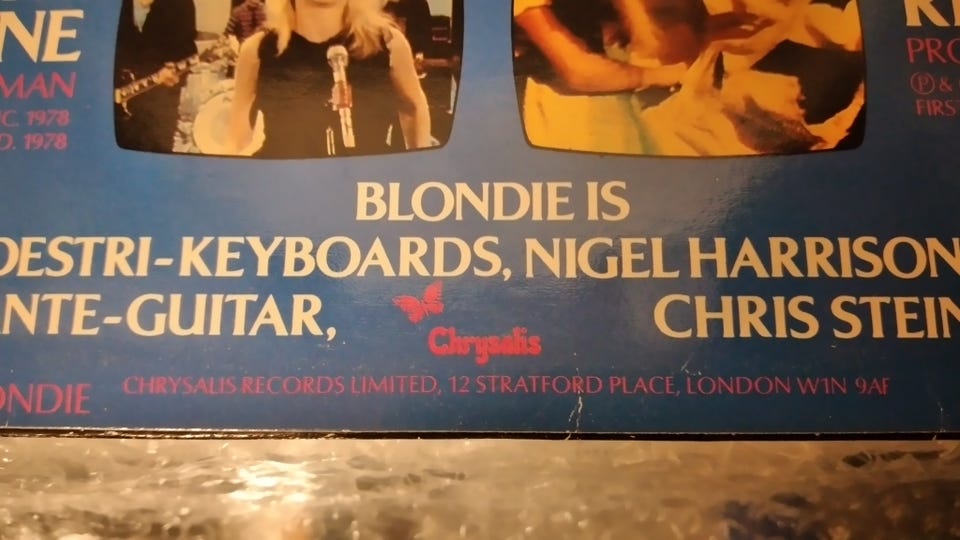 NE
MAN
C. 1978
D. 1978
PRO
Ⓟ &
FIRS
BLONDIE IS
DESTRI-KEYBOARDS, NIGEL HARRISON
NTE-GUITAR,
CHRIS STEIN
Chrysalis
ONDIE
CHRYSALIS RECORDS LIMITED, 12 STRATFORD PLACE, LONDON W1N 9AF